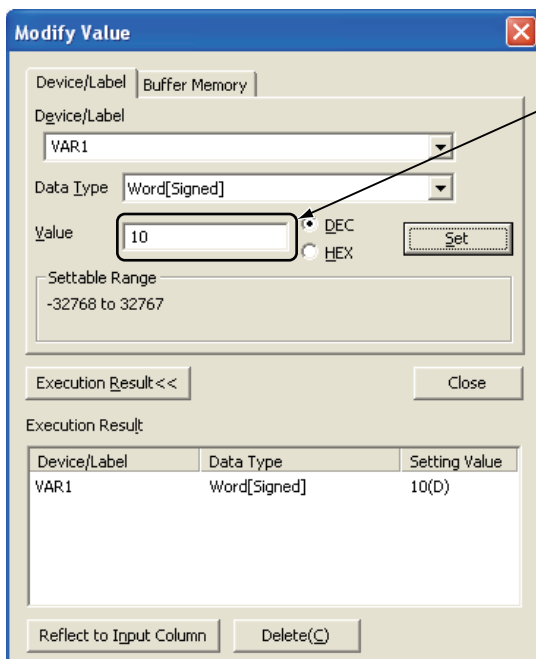 Modify Value
Device/Label Buffer Memory
Device/Label
VAR1
Data Type Word[Signed]
Value 10 DEC Set
HEX
Settable Range
-32768 to 32767
Execution Result<< Close
Execution Result
Device/Label Data Type Setting Value
VAR1 Word[Signed] 10(D)
Reflect to Input Column Delete(C)